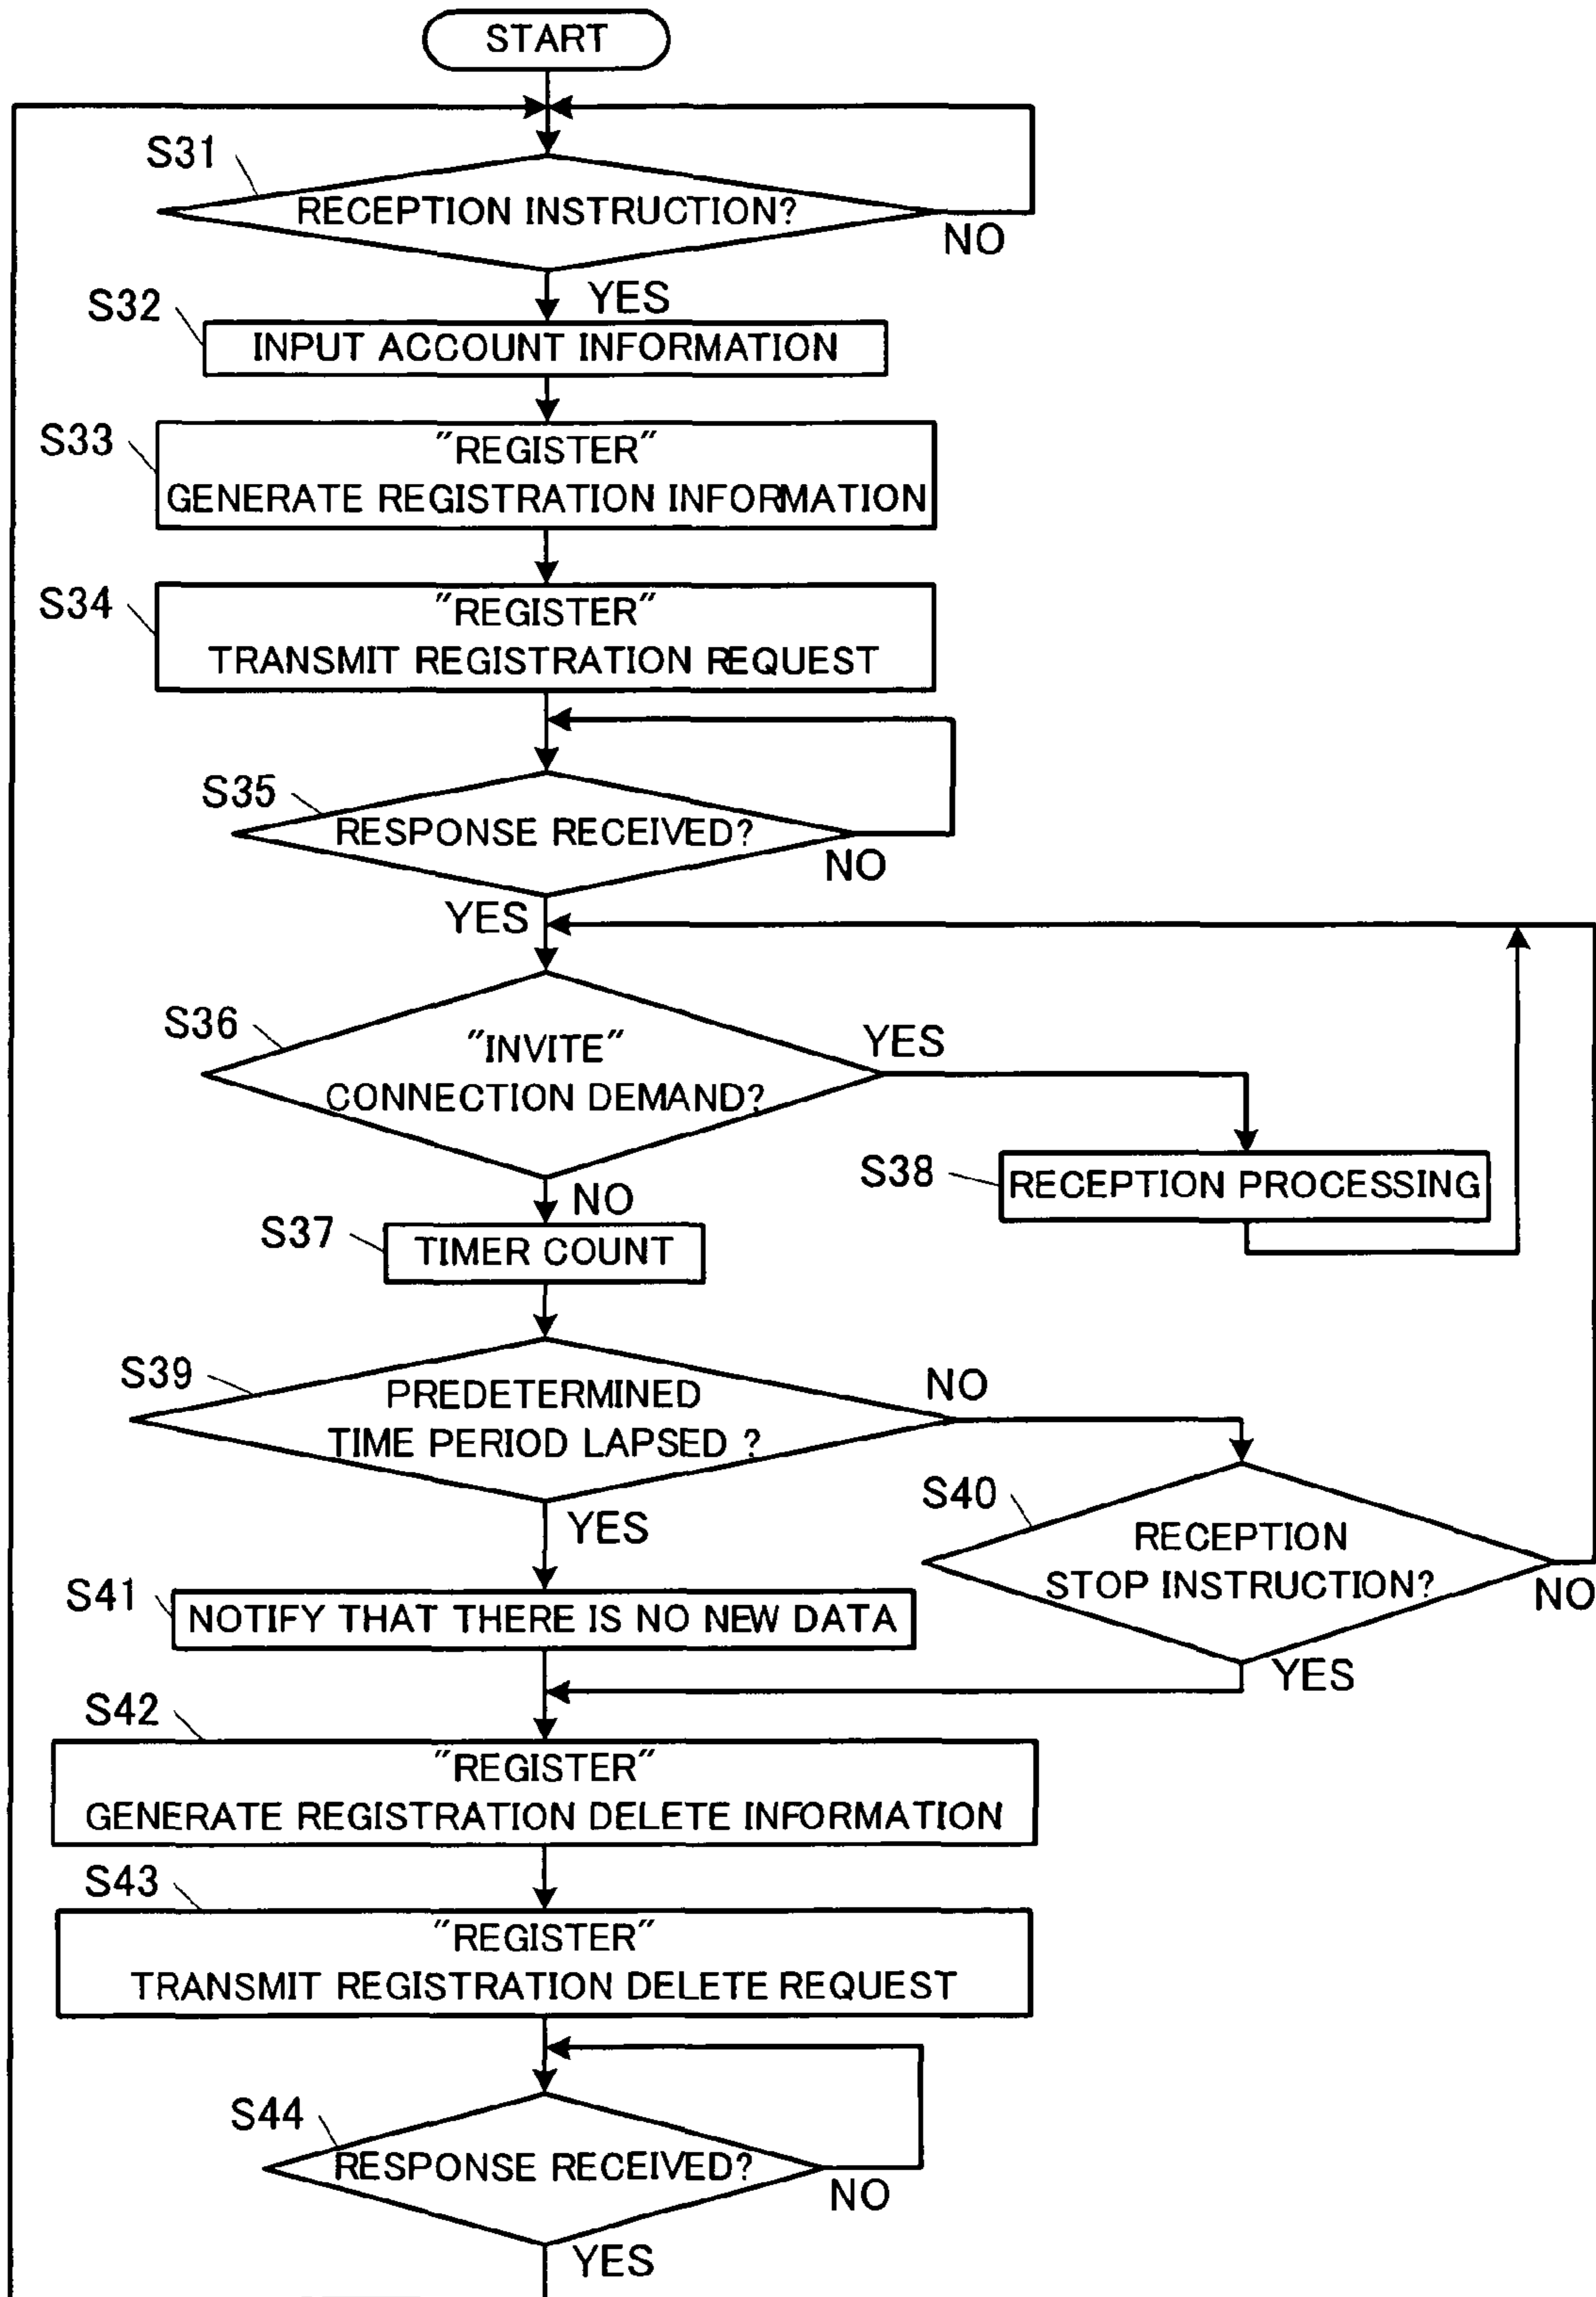 START
S31
RECEPTION INSTRUCTION?
NO
YES
S32
INPUT ACCOUNT INFORMATION
S33
"REGISTER"
GENERATE REGISTRATION INFORMATION
S34
"REGISTER"
TRANSMIT REGISTRATION REQUEST
S35
RESPONSE RECEIVED?
NO
YES
S36
"INVITE"
CONNECTION DEMAND?
YES
S38
RECEPTION PROCESSING
NO
S37
TIMER COUNT
S39
PREDETERMINED
TIME PERIOD LAPSED ?
NO
S40
RECEPTION
STOP INSTRUCTION?
NO
YES
YES
S41
NOTIFY THAT THERE IS NO NEW DATA
S42
"REGISTER"
GENERATE REGISTRATION DELETE INFORMATION
S43
"REGISTER"
TRANSMIT REGISTRATION DELETE REQUEST
S44
RESPONSE RECEIVED?
NO
YES